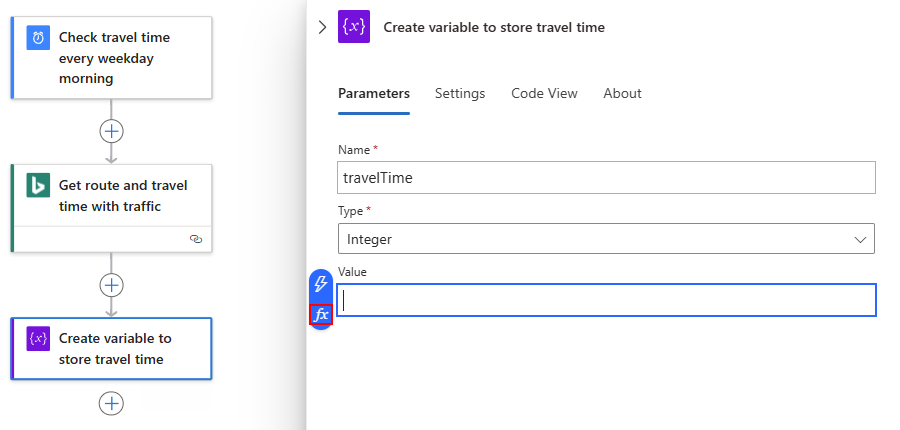 Check travel time
every weekday
morning
Get route and travel
time with traffic
{x} Create variable to
store travel time
{x} Create variable to store travel time
Parameters Settings Code View About
Name *
travelTime
Type *
Integer
Value
fx